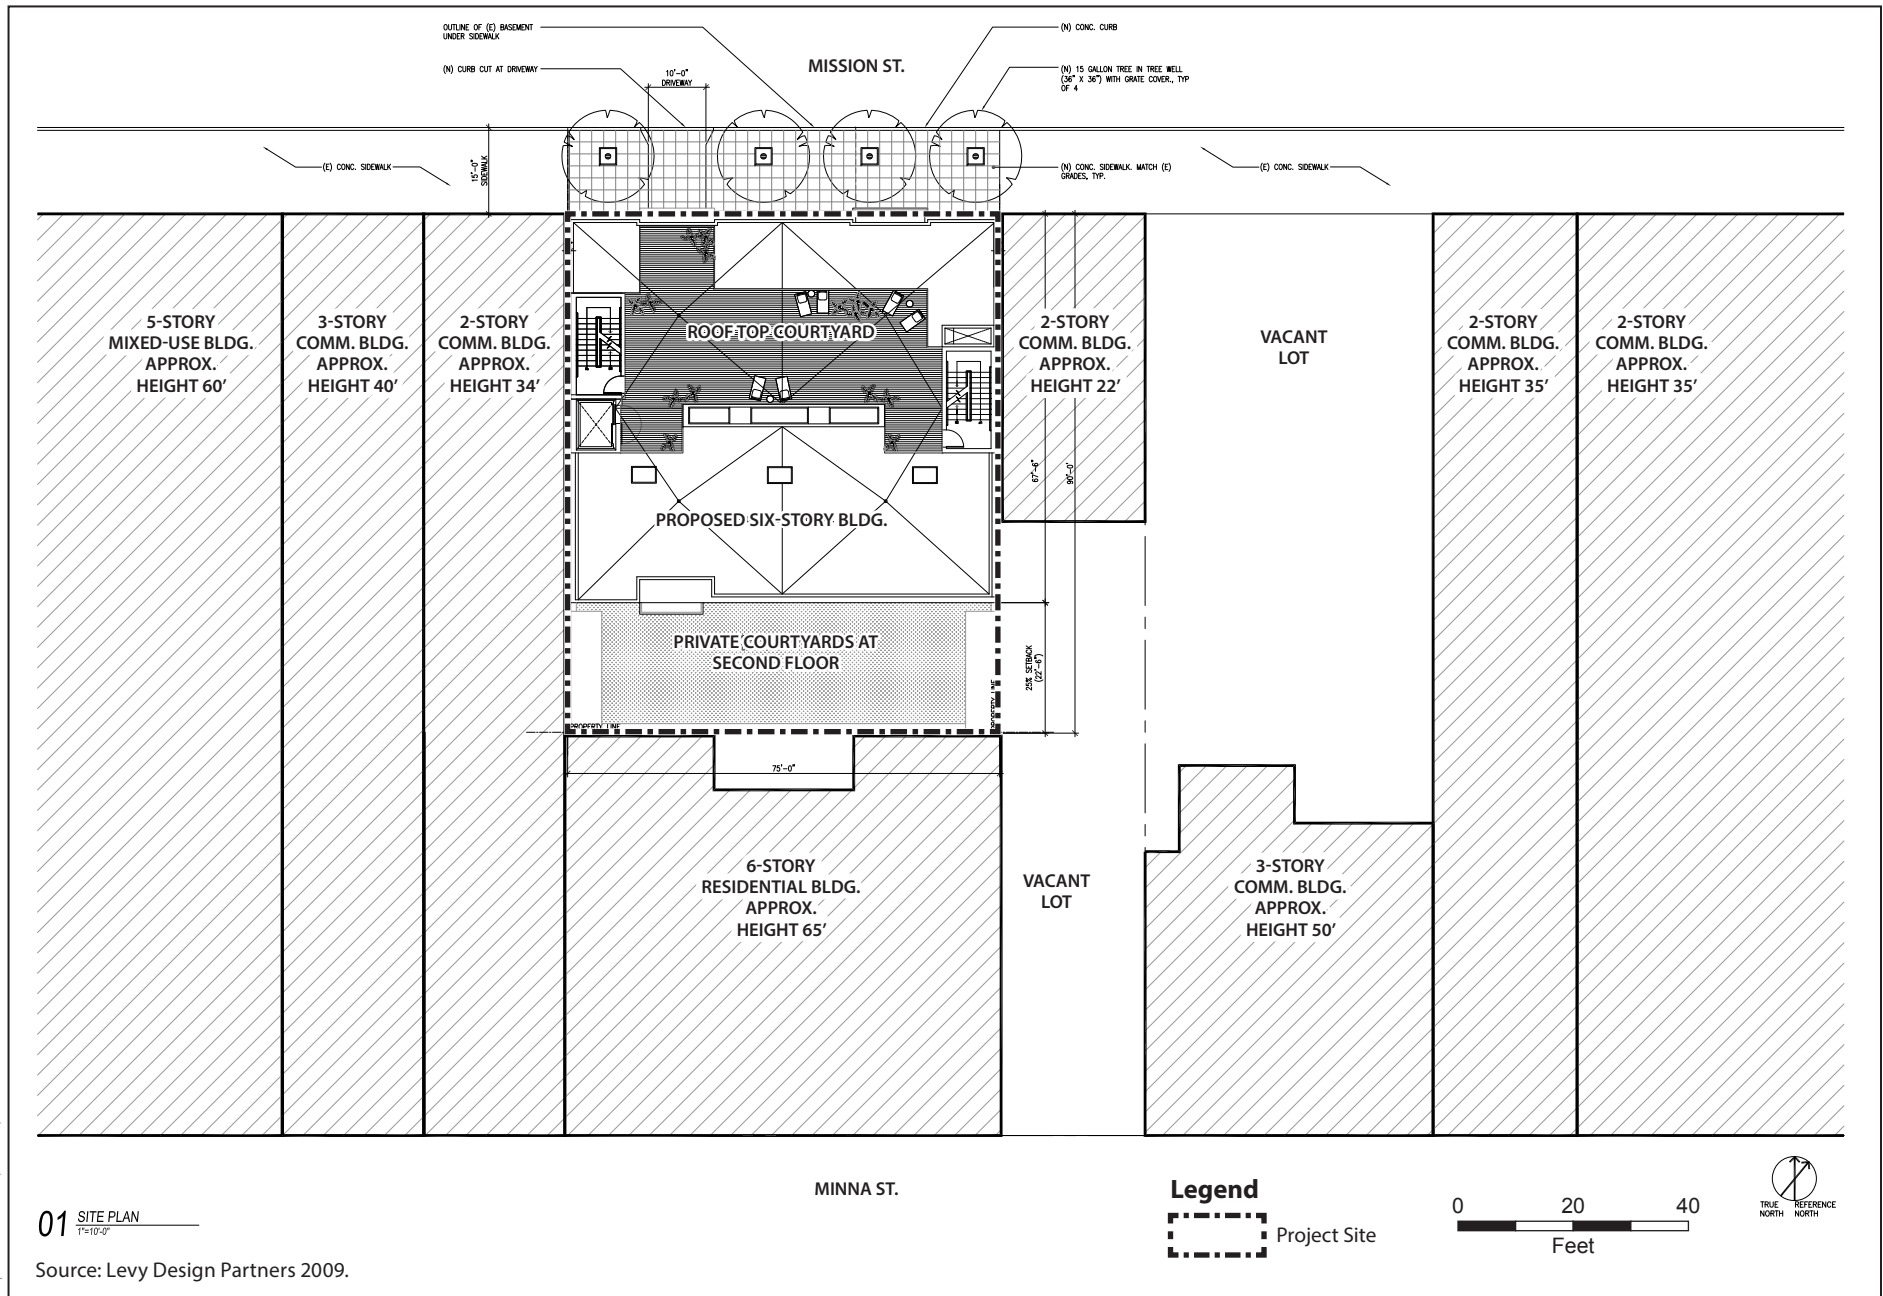 OUTLINE OF (E) BASEMENT
UNDER SIDEWALK
(N) CONC. CURB
MISSION ST.
(N) CURB CUT AT DRIVEWAY
10'-0"
DRIVEWAY
(N) 15 GALLON TREE IN TREE WELL
(36" X 36") WITH GRATE COVER., TYP
OF 4
(E) CONC. SIDEWALK
15'-0"
SIDEWALK
(N) CONC. SIDEWALK. MATCH (E)
GRADES, TYP.
(E) CONC. SIDEWALK
5-STORY
MIXED-USE BLDG.
APPROX.
HEIGHT 60'
3-STORY
COMM. BLDG.
APPROX.
HEIGHT 40'
2-STORY
COMM. BLDG.
APPROX.
HEIGHT 34'
ROOF TOP COURTYARD
2-STORY
COMM. BLDG.
APPROX.
HEIGHT 22'
VACANT
LOT
2-STORY
COMM. BLDG.
APPROX.
HEIGHT 35'
2-STORY
COMM. BLDG.
APPROX.
HEIGHT 35'
67'-6"
90'-0"
PROPOSED SIX-STORY BLDG.
PRIVATE COURTYARDS AT
SECOND FLOOR
25% SETBACK
(22'-6")
PROPERTY LINE
PROPERTY LINE
75'-0"
6-STORY
RESIDENTIAL BLDG.
APPROX.
HEIGHT 65'
VACANT
LOT
3-STORY
COMM. BLDG.
APPROX.
HEIGHT 50'
MINNA ST.
Legend
Project Site
0 20 40
Feet
TRUE
NORTH
REFERENCE
NORTH
01 SITE PLAN
1"=10'-0"
Source: Levy Design Partners 2009.